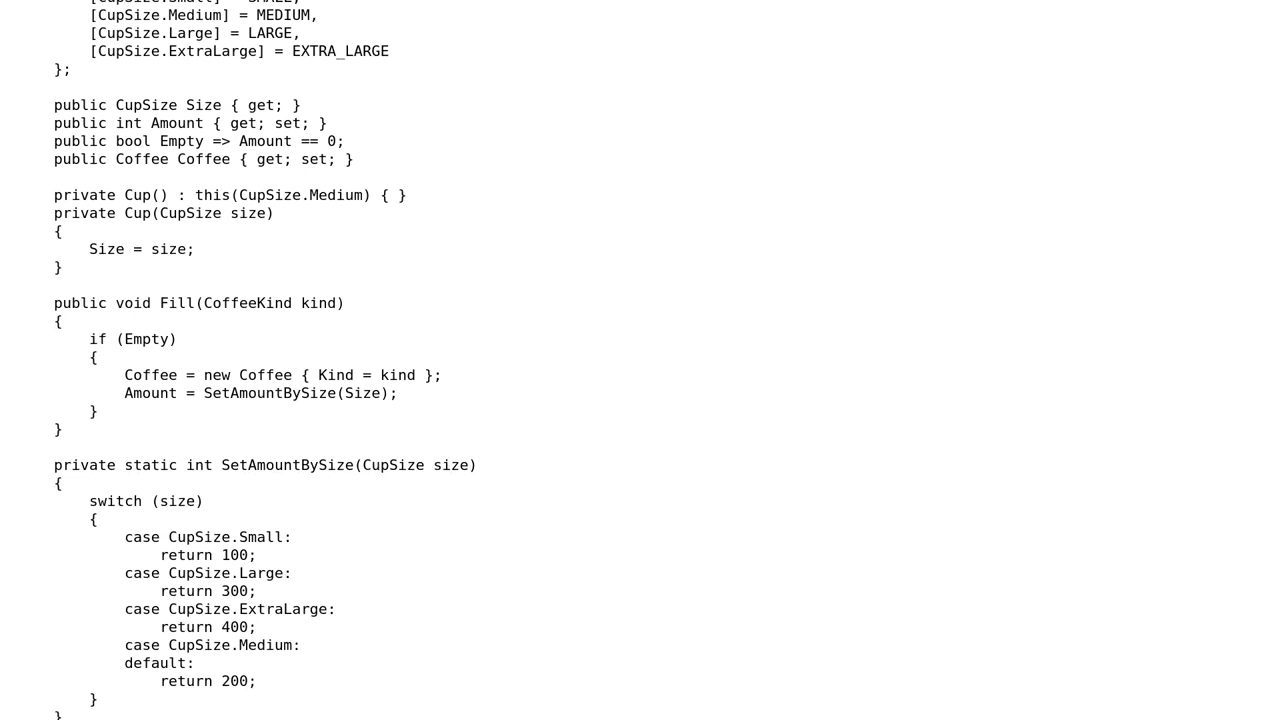 [CupSize.Small] = SMALL,
[CupSize.Medium] = MEDIUM,
[CupSize.Large] = LARGE,
[CupSize.ExtraLarge] = EXTRA_LARGE
};
public CupSize Size { get; }
public int Amount { get; set; }
public bool Empty => Amount == 0;
public Coffee Coffee { get; set; }
private Cup() : this(CupSize.Medium) { }
private Cup(CupSize size)
{
Size = size;
}
public void Fill(CoffeeKind kind)
{
if (Empty)
{
Coffee = new Coffee { Kind = kind };
Amount = SetAmountBySize(Size);
}
}
private static int SetAmountBySize(CupSize size)
{
switch (size)
{
case CupSize.Small:
return 100;
case CupSize.Large:
return 300;
case CupSize.ExtraLarge:
return 400;
case CupSize.Medium:
default:
return 200;
}
}